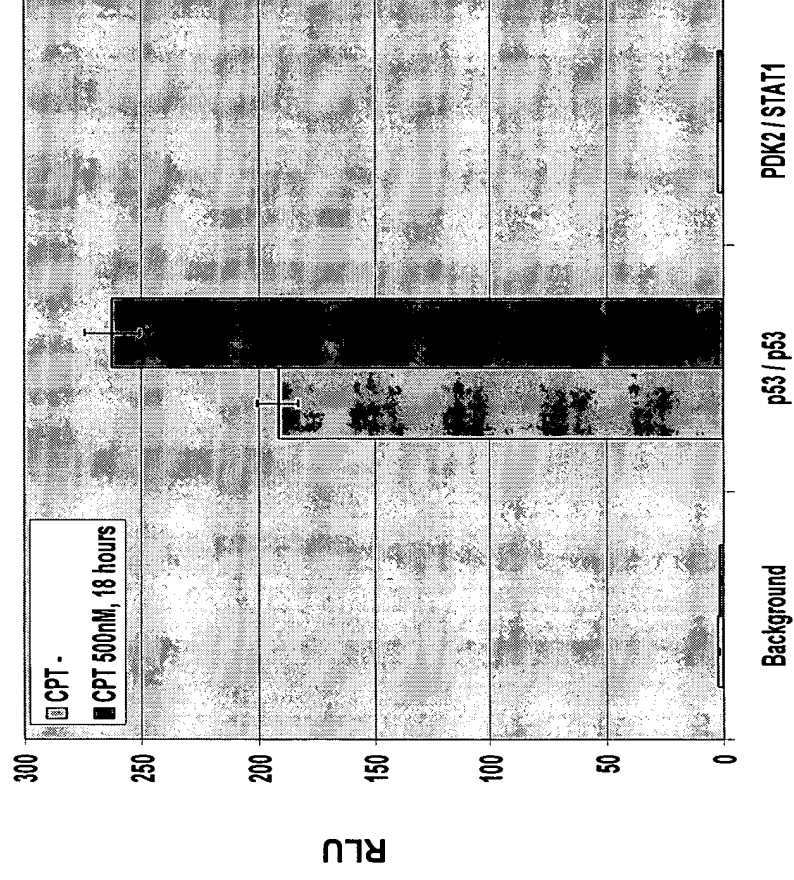 CPT -
CPT 500nM, 18 hours
300
250
200
150
100
50
0
RLU
Background
p53 / p53
PDK2 / STAT1